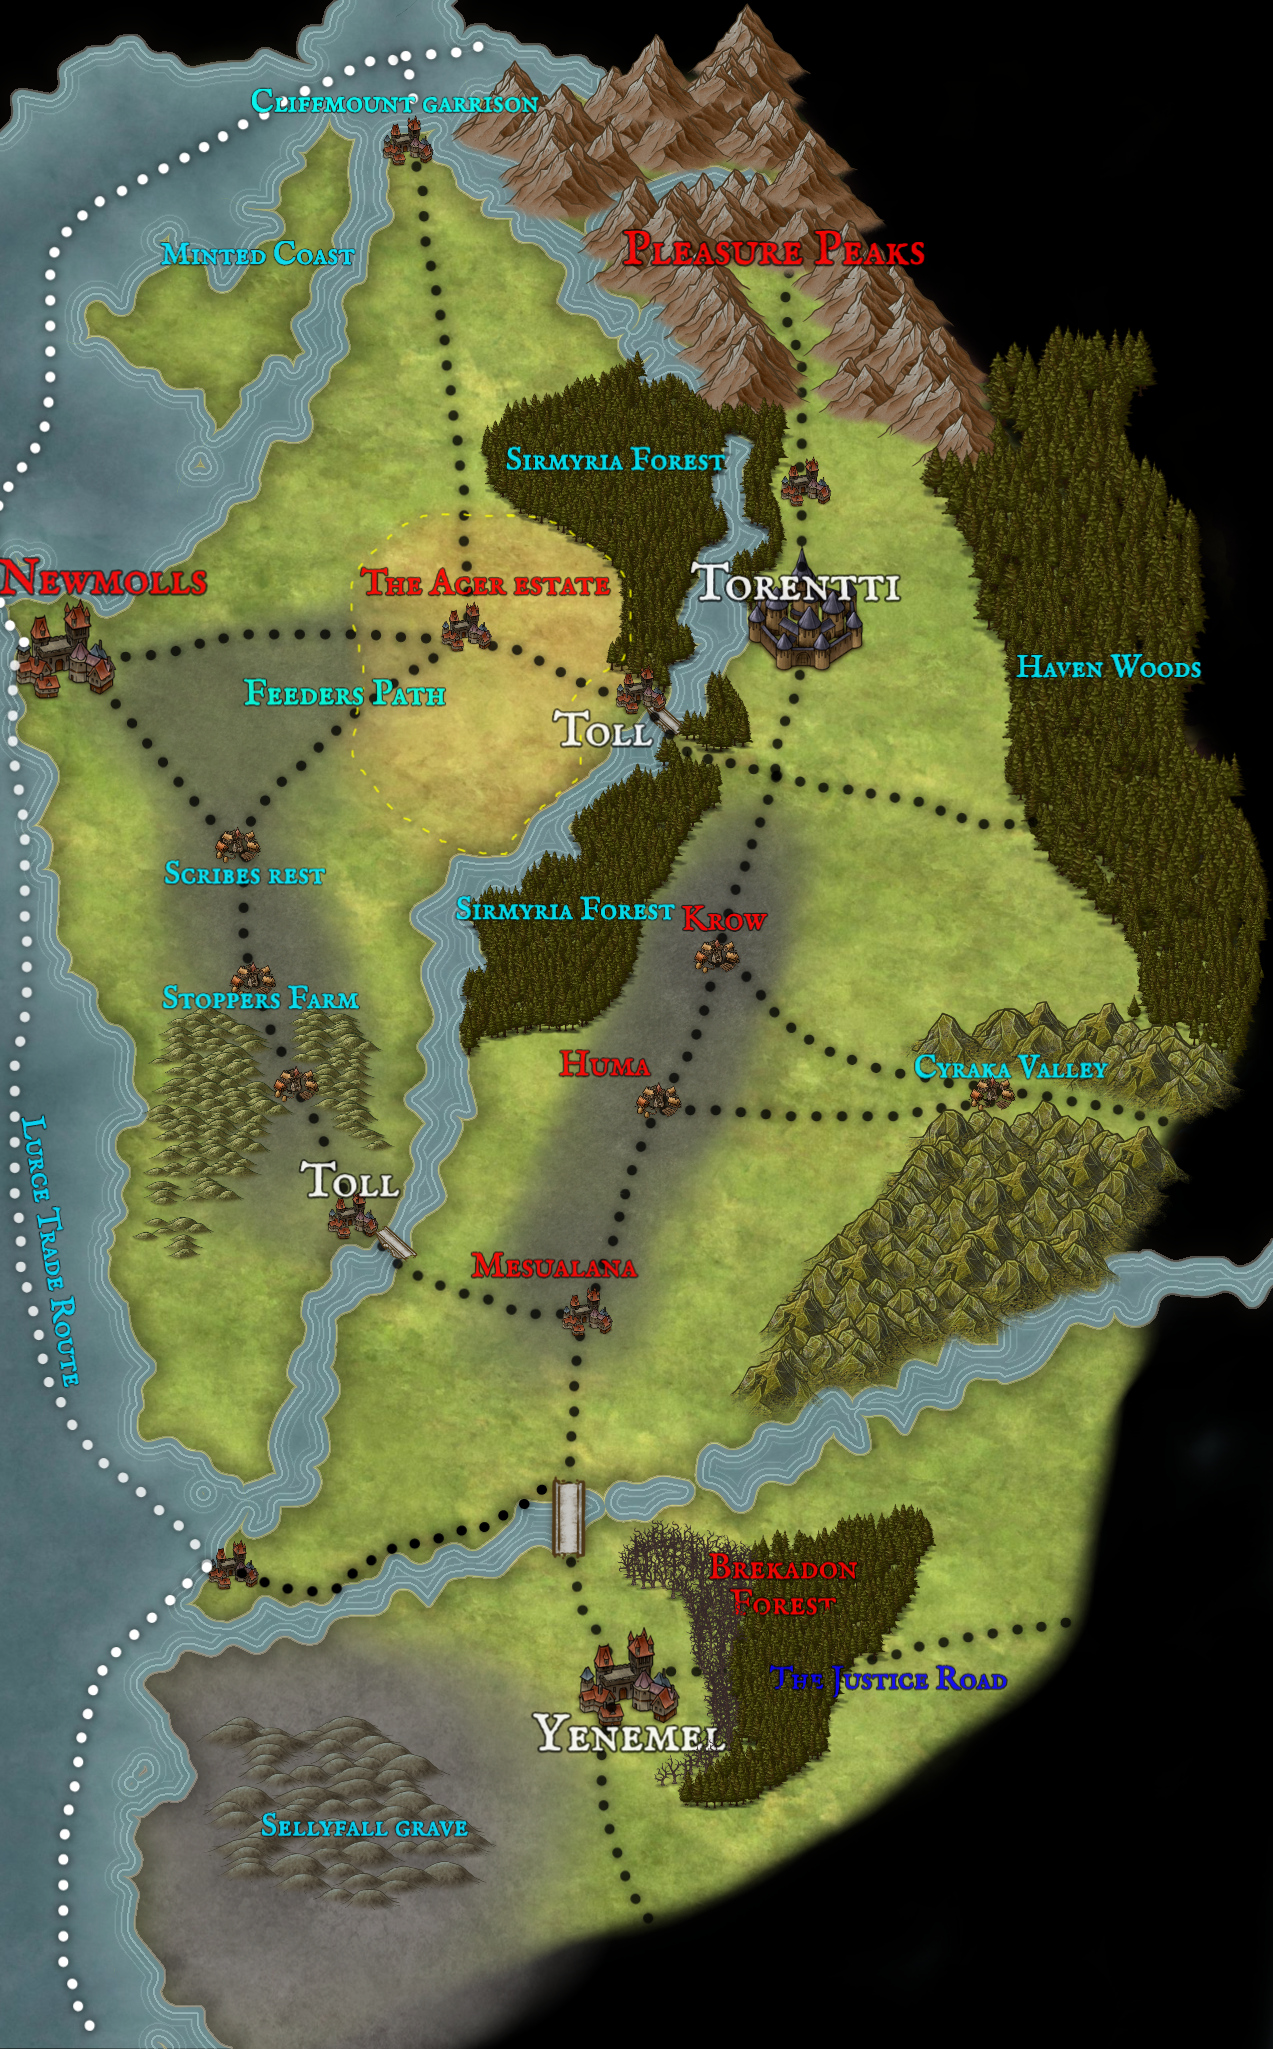 Cliffmount garrison
Minted Coast
Pleasure Peaks
Sirmyria Forest
Newmolls
The Ager estate
Torentti
Haven Woods
Feeders Path
Toll
Scribes rest
Sirmyria Forest
Krow
Stoppers Farm
Huma
Cyraka Valley
Toll
Lurge Trade Route
Mesualana
Brekadon
Forest
The Justice Road
Yenemel
Sellyfall grave